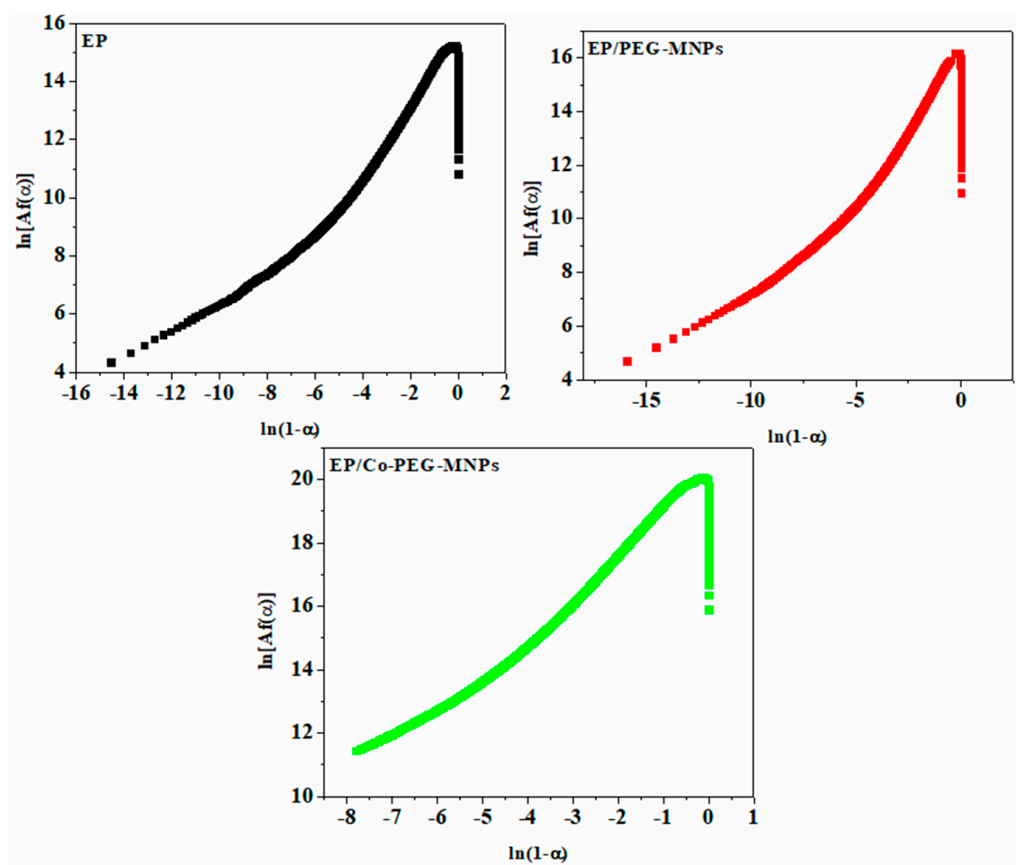 EP
16
14
12
10
8
6
4
-16 -14 -12 -10 -8 -6 -4 -2 0 2
ln[Af(α)]
ln(1-α)
EP/PEG-MNPs
16
14
12
10
8
6
4
-15 -10 -5 0
ln[Af(α)]
ln(1-α)
EP/Co-PEG-MNPs
20
18
16
14
12
10
-8 -7 -6 -5 -4 -3 -2 -1 0 1
ln[Af(α)]
ln(1-α)